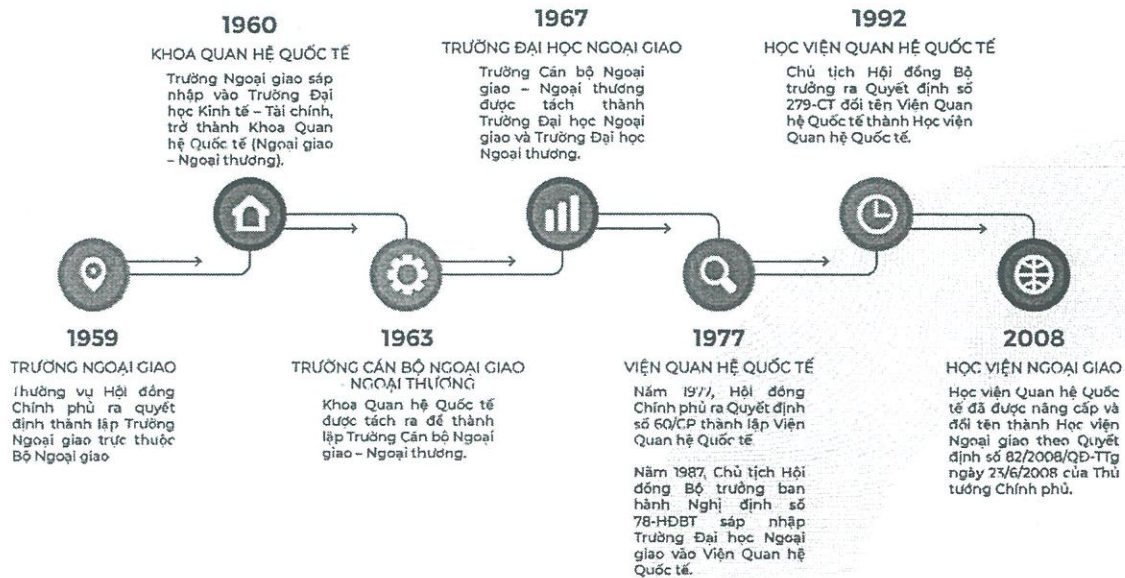 1960
KHOA QUAN HỆ QUỐC TẾ
Trường Ngoại giao sáp
nhập vào Trường Đại
học Kinh tế – Tài chính,
trở thành Khoa Quan
hệ Quốc tế (Ngoại giao
– Ngoại thương).
1967
TRƯỜNG ĐẠI HỌC NGOẠI GIAO
Trường Cán bộ Ngoại
giao – Ngoại thương
được tách thành
Trường Đại học Ngoại
giao và Trường Đại học
Ngoại thương.
1992
HỌC VIỆN QUAN HỆ QUỐC TẾ
Chủ tịch Hội đồng Bộ
trưởng ra Quyết định số
279-CT đổi tên Viện Quan
hệ Quốc tế thành Học viện
Quan hệ Quốc tế.
1959
TRƯỜNG NGOẠI GIAO
Thường vụ Hội đồng
Chính phủ ra quyết
định thành lập Trường
Ngoại giao trực thuộc
Bộ Ngoại giao
1963
TRƯỜNG CÁN BỘ NGOẠI GIAO
- NGOẠI THƯƠNG
Khoa Quan hệ Quốc tế
được tách ra để thành
lập Trường Cán bộ Ngoại
giao – Ngoại thương.
1977
VIỆN QUAN HỆ QUỐC TẾ
Năm 1977, Hội đồng
Chính phủ ra Quyết định
số 60/CP thành lập Viện
Quan hệ Quốc tế
Năm 1987, Chủ tịch Hội
đồng Bộ trưởng ban
hành Nghị định số
78-HĐBT sáp nhập
Trường Đại học Ngoại
giao vào Viện Quan hệ
Quốc tế.
2008
HỌC VIỆN NGOẠI GIAO
Học viện Quan hệ Quốc
tế đã được nâng cấp và
đổi tên thành Học viện
Ngoại giao theo Quyết
định số 82/2008/QĐ-TTg
ngày 23/6/2008 của Thủ
tướng Chính phủ.